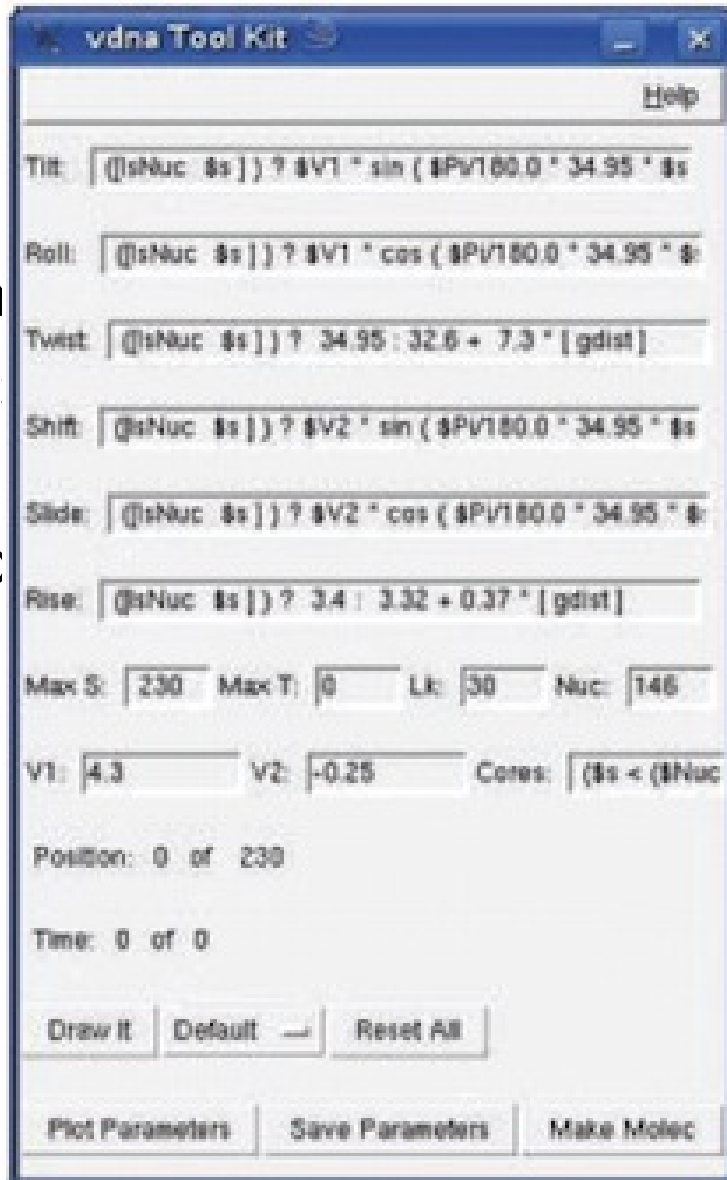 vdna Tool Kit
Help
Tilt: ([IsNuc $s ] ) ? $V1 * sin ( $Pi/180.0 * 34.95 * $s
Roll: ([IsNuc $s ] ) ? $V1 * cos ( $Pi/180.0 * 34.95 * $
Twist: ([IsNuc $s ] ) ? 34.95 : 32.6 + 7.3 * [ gdist ]
Shift: ([IsNuc $s ] ) ? $V2 * sin ( $Pi/180.0 * 34.95 * $s
Slide: ([IsNuc $s ] ) ? $V2 * cos ( $Pi/180.0 * 34.95 * $
Rise: ([IsNuc $s ] ) ? 3.4 : 3.32 + 0.37 * [ gdist ]
Max S: 230 Max T: 0 Lk: 30 Nuc: 146
V1: 4.3 V2: -0.25 Cores: ($s < ($Nuc
Position: 0 of 230
Time: 0 of 0
Draw It Default Reset All
Plot Parameters Save Parameters Make Molec